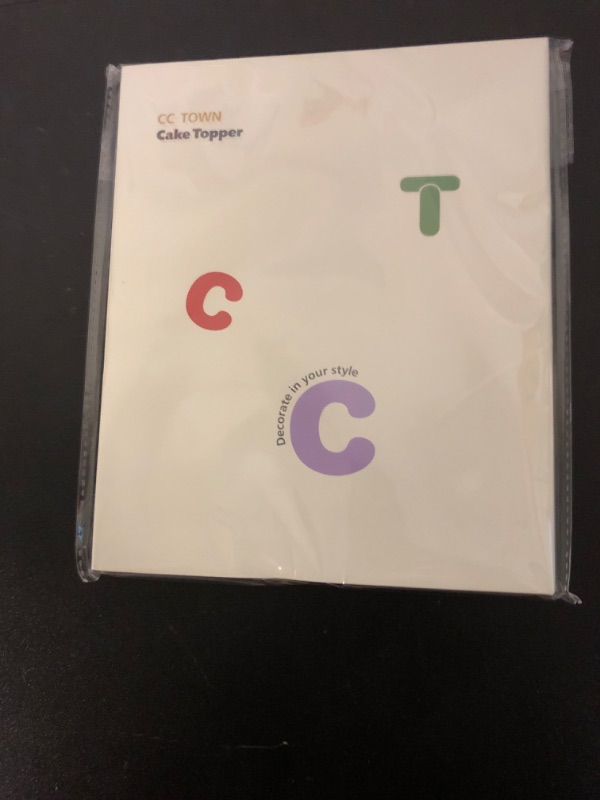 CC TOWN
Cake Topper
T
C
Decorate in your style
C